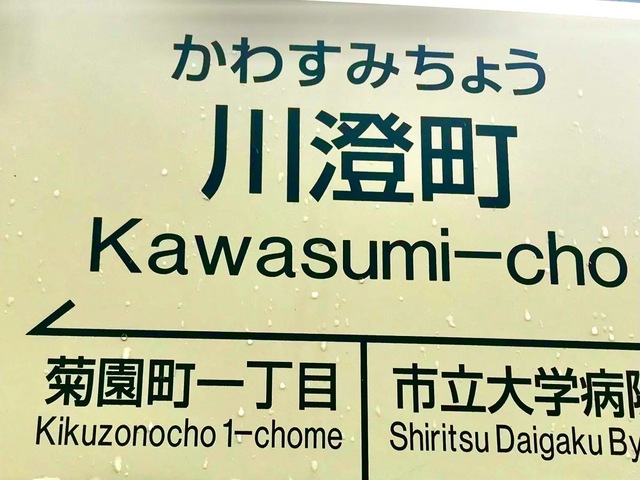 かわすみちょう
川澄町
Kawasumi-cho
菊園町一丁目
Kikuzonocho 1-chome
市立大学病
Shiritsu Daigaku